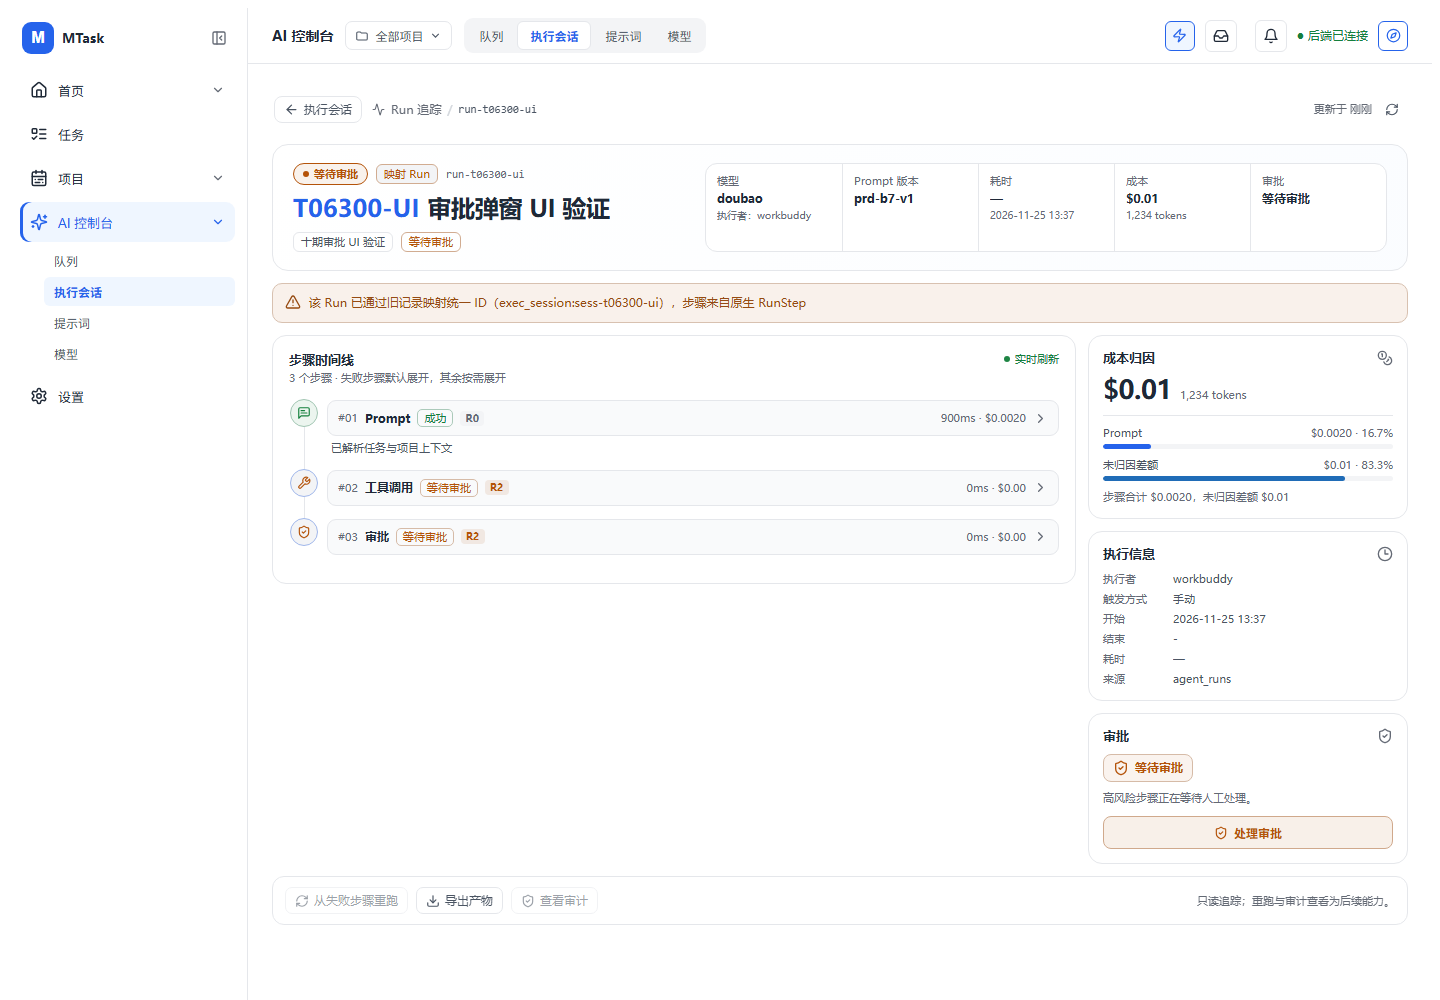 M MTask
首页
任务
项目
AI 控制台
队列
执行会话
提示词
模型
设置
AI 控制台 全部项目 队列 执行会话 提示词 模型 后端已连接
执行会话 Run 追踪 / run-t06300-ui 更新于 刚刚
等待审批 映射 Run run-t06300-ui
T06300-UI 审批弹窗 UI 验证
十期审批 UI 验证 等待审批
模型
doubao
执行者：workbuddy
Prompt 版本
prd-b7-v1
耗时
—
2026-11-25 13:37
成本
$0.01
1,234 tokens
审批
等待审批
该 Run 已通过旧记录映射统一 ID（exec_session:sess-t06300-ui），步骤来自原生 RunStep
步骤时间线 实时刷新
3 个步骤 · 失败步骤默认展开，其余按需展开
#01 Prompt 成功 R0 900ms · $0.0020
已解析任务与项目上下文
#02 工具调用 等待审批 R2 0ms · $0.00
#03 审批 等待审批 R2 0ms · $0.00
成本归因
$0.01 1,234 tokens
Prompt $0.0020 · 16.7%
未归因差额 $0.01 · 83.3%
步骤合计 $0.0020，未归因差额 $0.01
执行信息
执行者 workbuddy
触发方式 手动
开始 2026-11-25 13:37
结束 -
耗时 —
来源 agent_runs
审批
等待审批
高风险步骤正在等待人工处理。
处理审批
从失败步骤重跑 导出产物 查看审计 只读追踪；重跑与审计查看为后续能力。